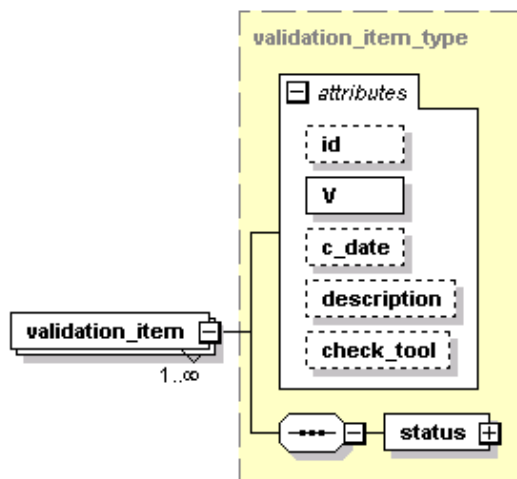 validation_item_type
attributes
id
V
c_date
description
validation_item
check_tool
1..∞
status